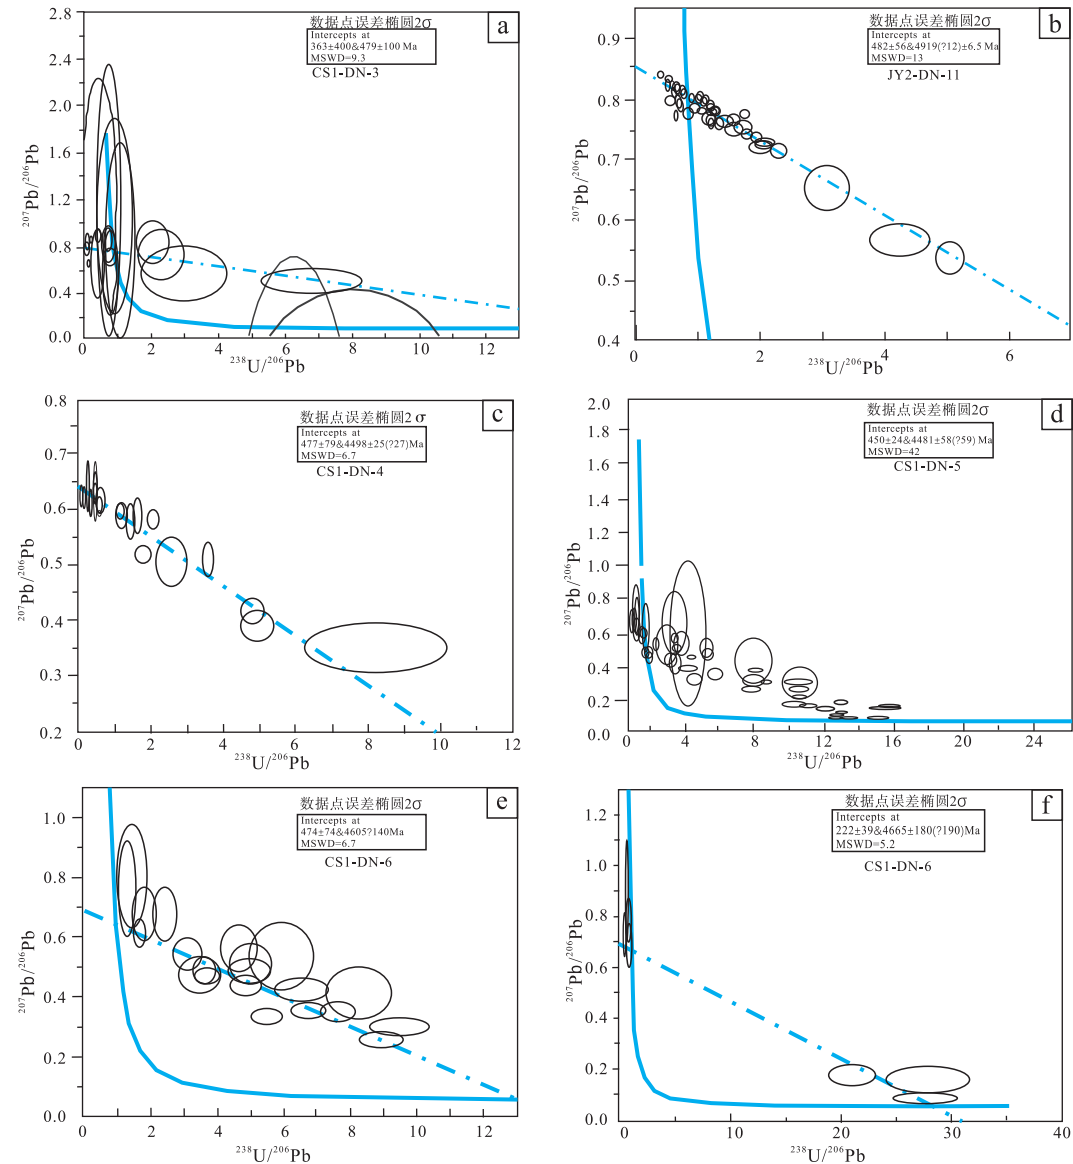 a
数据点误差椭圆2σ
Intercepts at
363±400&479±100 Ma
MSWD=9.3
CS1-DN-3
2.8
2.4
2.0
1.6
1.2
0.8
0.4
0.0
207Pb/206Pb
0 2 4 6 8 10 12
238U/206Pb
b
数据点误差椭圆2σ
Intercepts at
482±56&4919(?12)±6.5 Ma
MSWD=13
JY2-DN-11
0.9
0.8
0.7
0.6
0.5
0.4
207Pb/206Pb
0 2 4 6
238U/206Pb
c
数据点误差椭圆2 σ
Intercepts at
477±79&4498±25(?27)Ma
MSWD=6.7
CS1-DN-4
0.8
0.7
0.6
0.5
0.4
0.3
0.2
207Pb/206Pb
0 2 4 6 8 10 12
238U/206Pb
d
数据点误差椭圆2σ
Intercepts at
450±24&4481±58(?59) Ma
MSWD=42
CS1-DN-5
2.0
1.8
1.6
1.4
1.2
1.0
0.8
0.6
0.4
0.2
0.0
207Pb/206Pb
0 2 4 8 12 16 20 24
238U/206Pb
e
数据点误差椭圆2σ
Intercepts at
474±74&4605?140Ma
MSWD=6.7
CS1-DN-6
1.0
0.8
0.6
0.4
0.2
0.0
207Pb/206Pb
0 2 4 6 8 10 12
238U/206Pb
f
数据点误差椭圆2σ
Intercepts at
222±39&4665±180(?190)Ma
MSWD=5.2
CS1-DN-6
1.2
1.0
0.8
0.6
0.4
0.2
0.0
207Pb/206Pb
0 10 20 30 40
238U/206Pb